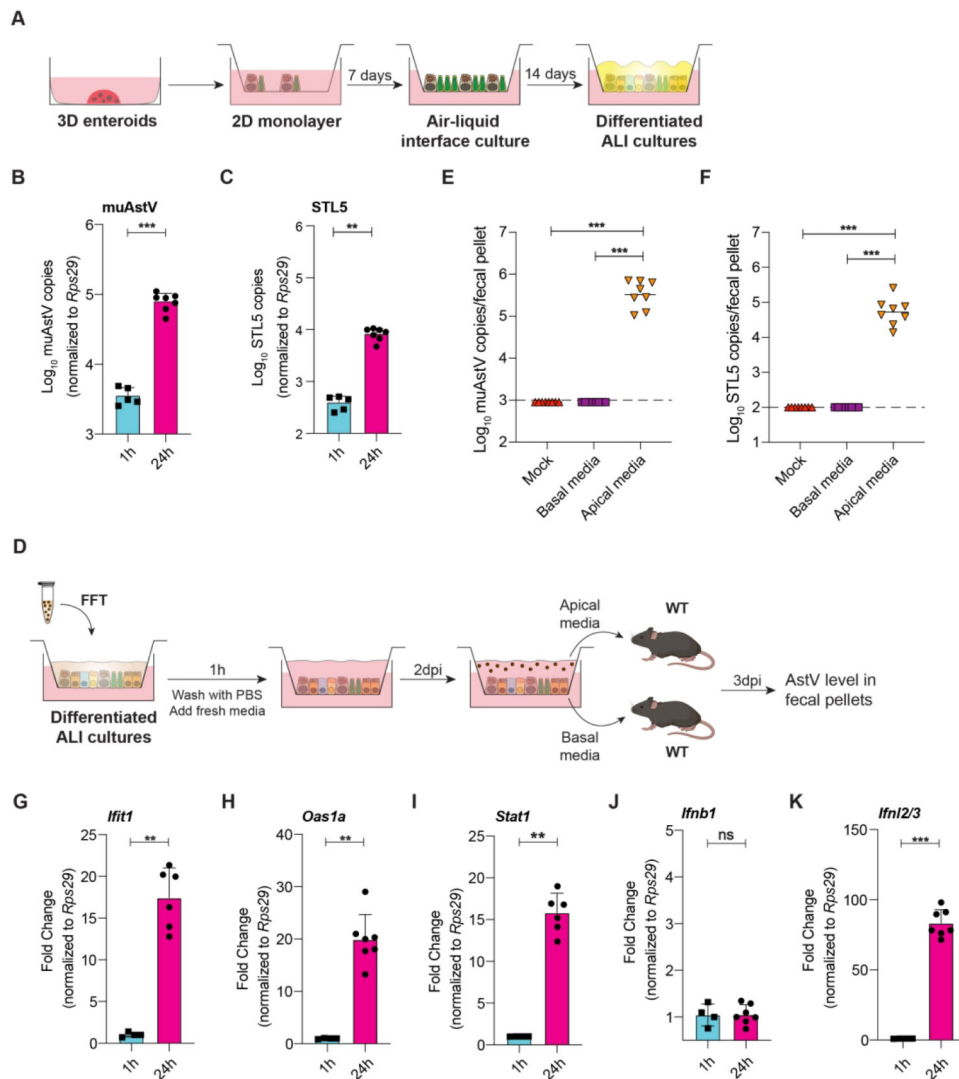 A
3D enteroids
2D monolayer
7 days
Air-liquid
interface culture
14 days
Differentiated
ALI cultures
B
muAstV
***
Log10 muAstV copies
(normalized to Rps29)
6
5
4
3
1h
24h
C
STL5
**
Log10 STL5 copies
(normalized to Rps29)
6
5
4
3
2
1h
24h
E
***
***
Log10 muAstV copies/fecal pellet
7
6
5
4
3
2
Mock
Basal media
Apical media
F
***
***
Log10 STL5 copies/fecal pellet
7
6
5
4
3
2
1
Mock
Basal media
Apical media
D
FFT
Differentiated
ALI cultures
1h
Wash with PBS
Add fresh media
2dpi
Apical
media
WT
Basal
media
WT
3dpi
AstV level in
fecal pellets
G
Ifit1
**
Fold Change
(normalized to Rps29)
25
20
15
10
5
0
1h
24h
H
Oas1a
**
Fold Change
(normalized to Rps29)
40
30
20
10
0
1h
24h
I
Stat1
**
Fold Change
(normalized to Rps29)
25
20
15
10
5
0
1h
24h
J
Ifnb1
ns
Fold Change
(normalized to Rps29)
5
4
3
2
1
1h
24h
K
Ifnl2/3
***
Fold Change
(normalized to Rps29)
150
100
50
0
1h
24h